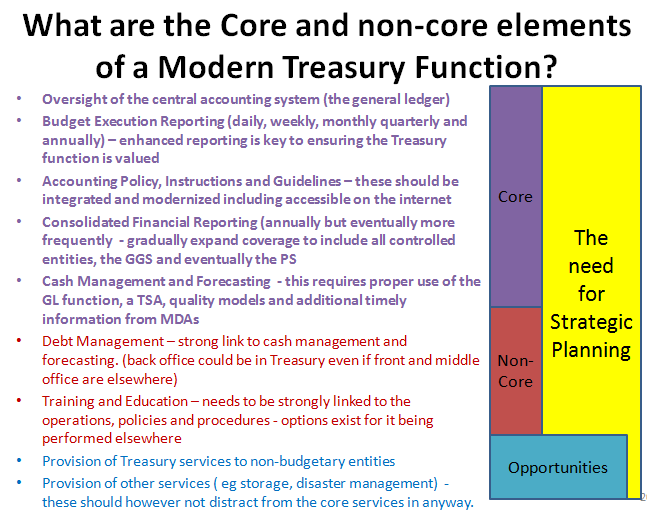 What are the Core and non-core elements
of a Modern Treasury Function?
• Oversight of the central accounting system (the general ledger)
• Budget Execution Reporting (daily, weekly, monthly quarterly and
annually) – enhanced reporting is key to ensuring the Treasury
function is valued
• Accounting Policy, Instructions and Guidelines – these should be
integrated and modernized including accessible on the internet
• Consolidated Financial Reporting (annually but eventually more
frequently - gradually expand coverage to include all controlled
entities, the GGS and eventually the PS
• Cash Management and Forecasting - this requires proper use of the
GL function, a TSA, quality models and additional timely
information from MDAs
• Debt Management – strong link to cash management and
forecasting. (back office could be in Treasury even if front and middle
office are elsewhere)
• Training and Education – needs to be strongly linked to the
operations, policies and procedures - options exist for it being
performed elsewhere
• Provision of Treasury services to non-budgetary entities
• Provision of other services ( eg storage, disaster management) -
these should however not distract from the core services in anyway.
Core
Non-
Core
Opportunities
The
need
for
Strategic
Planning